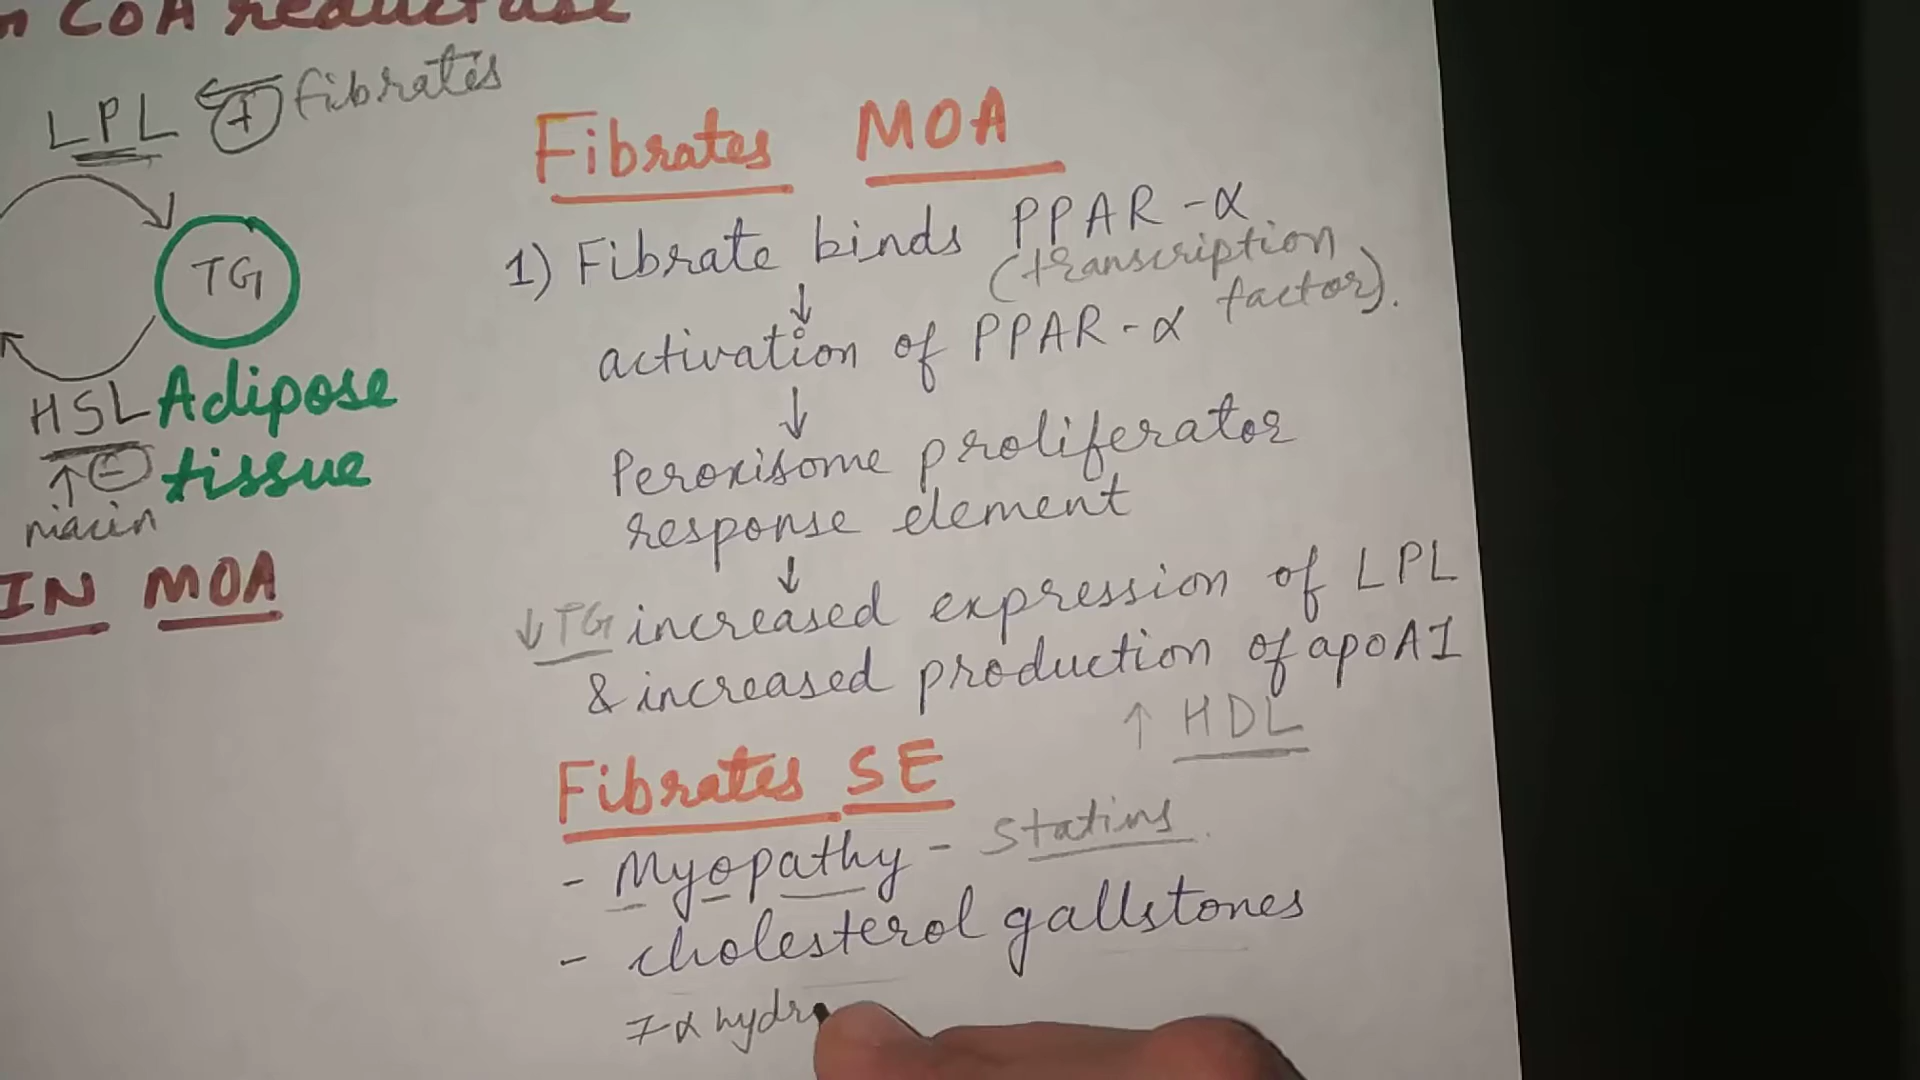 COA reductase
LPL + fibrates
TG
HSL Adipose
↑ - tissue
niacin
IN MOA
Fibrates MOA
1) Fibrate binds PPAR-α
(transcription
factor).
↓
activation of PPAR-α
↓
Peroxisome proliferator
response element
↓
↓TG increased expression of LPL
& increased production of apoA1
↑ HDL
Fibrates SE
- Myopathy - Statins.
- cholesterol gallstones
7α hydr